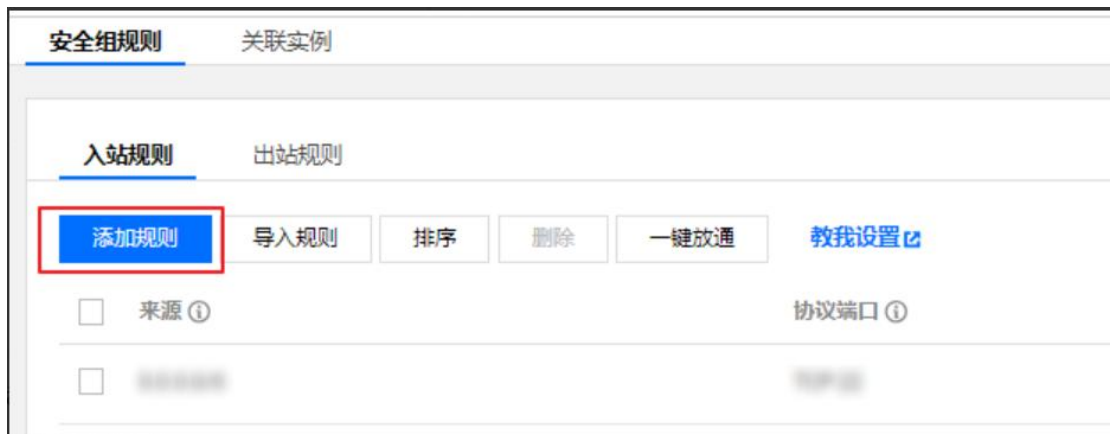 安全组规则 关联实例
入站规则 出站规则
添加规则 导入规则 排序 删除 一键放通 教我设置
来源 协议端口